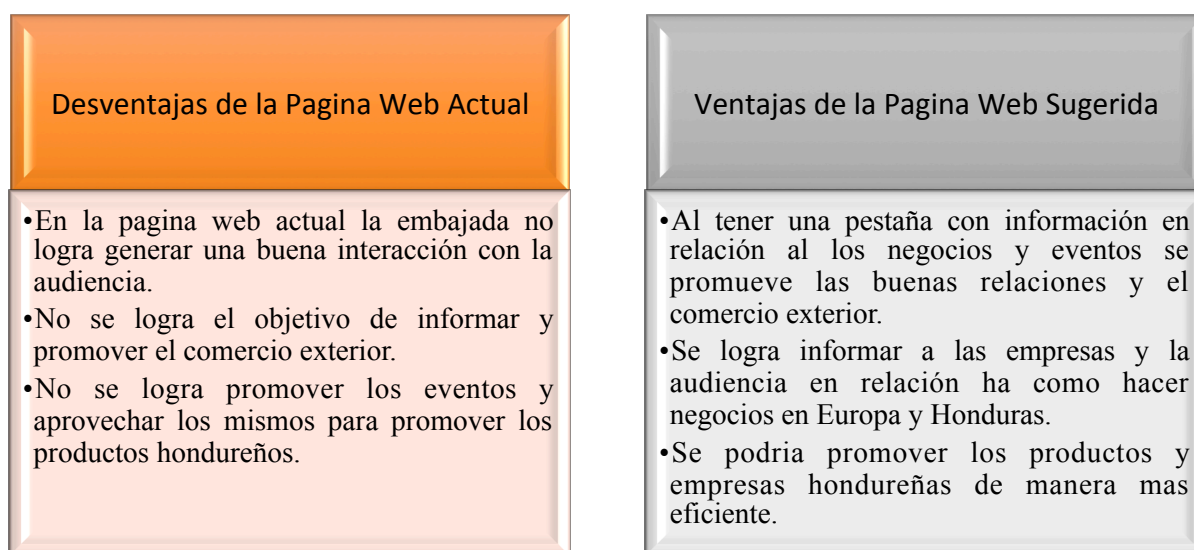 Desventajas de la Pagina Web Actual
•En la pagina web actual la embajada no
logra generar una buena interacción con la
audiencia.
•No se logra el objetivo de informar y
promover el comercio exterior.
•No se logra promover los eventos y
aprovechar los mismos para promover los
productos hondureños.
Ventajas de la Pagina Web Sugerida
•Al tener una pestaña con información en
relación al los negocios y eventos se
promueve las buenas relaciones y el
comercio exterior.
•Se logra informar a las empresas y la
audiencia en relación ha como hacer
negocios en Europa y Honduras.
•Se podria promover los productos y
empresas hondureñas de manera mas
eficiente.